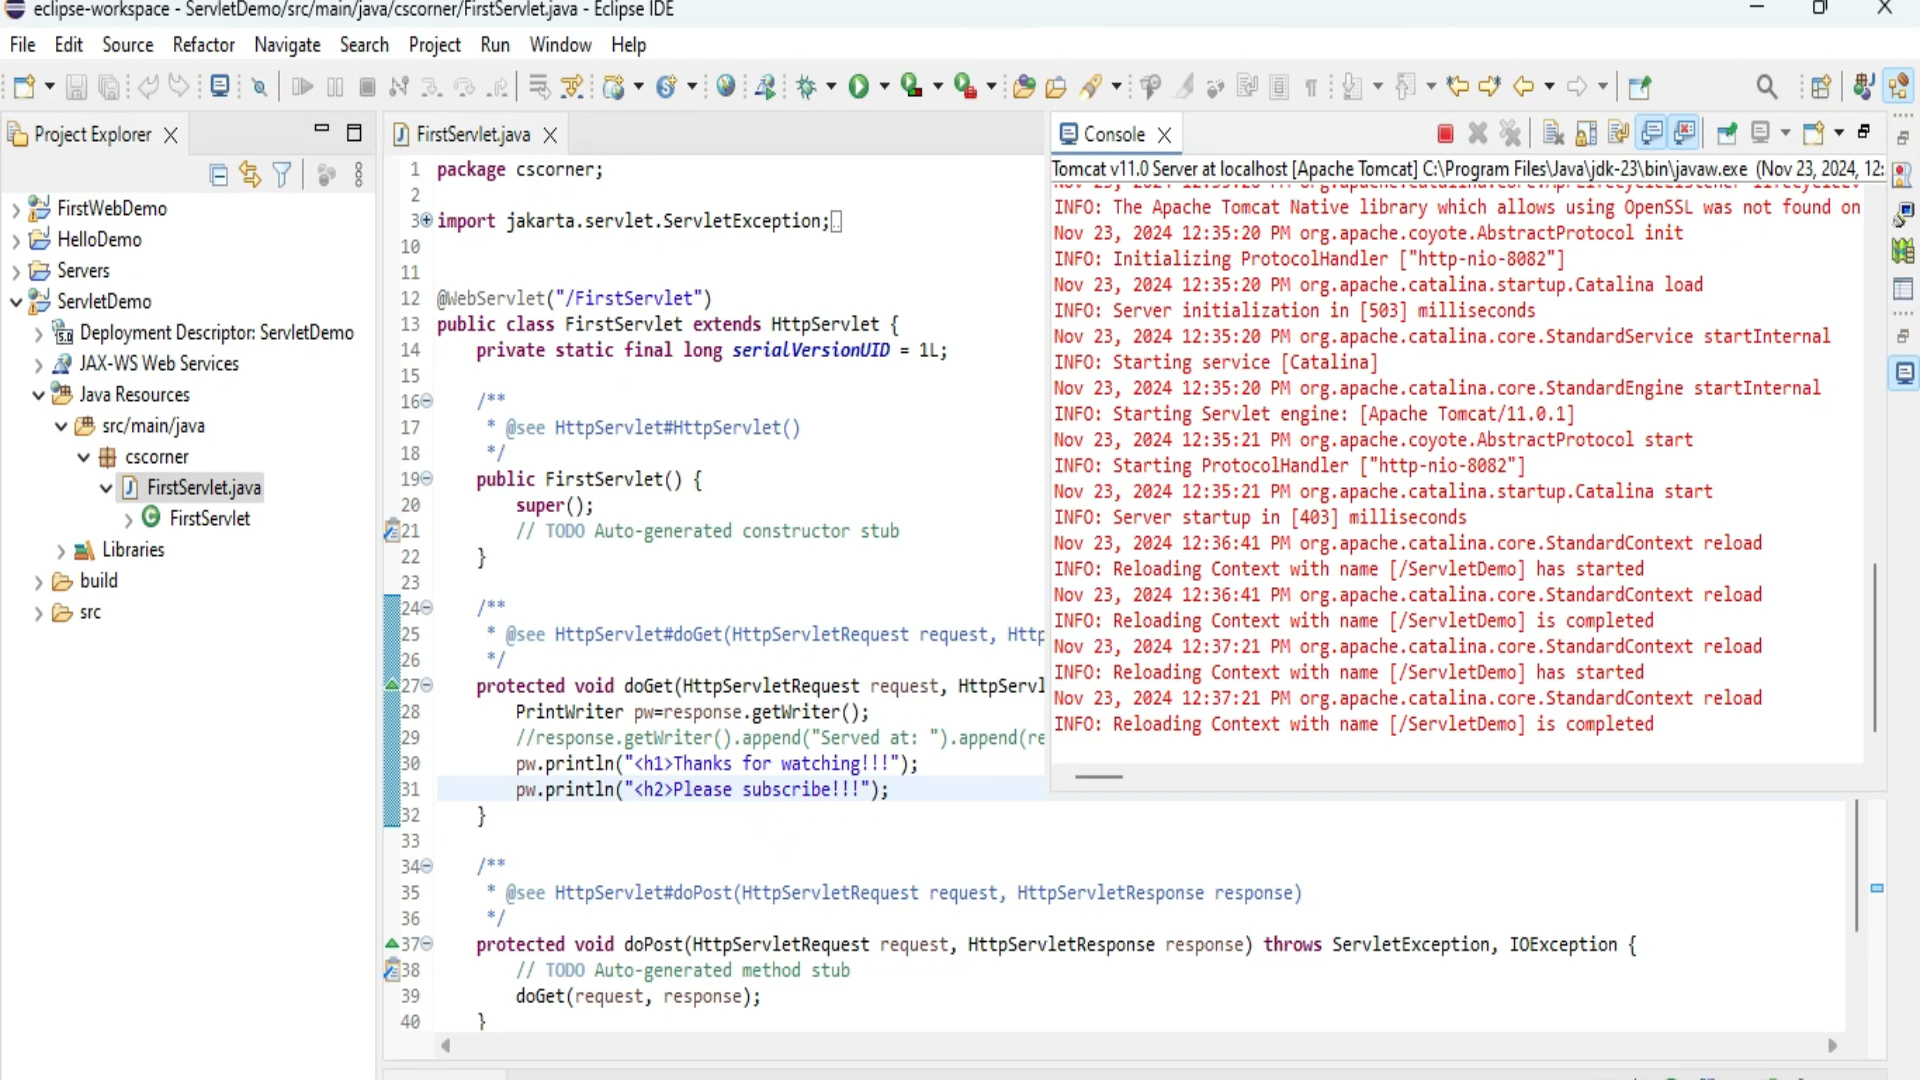 eclipse-workspace - ServletDemo/src/main/java/cscorner/FirstServlet.java - Eclipse IDE
File Edit Source Refactor Navigate Search Project Run Window Help
Project Explorer
FirstWebDemo
HelloDemo
Servers
ServletDemo
Deployment Descriptor: ServletDemo
JAX-WS Web Services
Java Resources
src/main/java
cscorner
FirstServlet.java
FirstServlet
Libraries
build
src
FirstServlet.java
1 package cscorner;
2
3 import jakarta.servlet.ServletException;
10
11
12 @WebServlet("/FirstServlet")
13 public class FirstServlet extends HttpServlet {
14 private static final long serialVersionUID = 1L;
15
16 /**
17 * @see HttpServlet#HttpServlet()
18 */
19 public FirstServlet() {
20 super();
21 // TODO Auto-generated constructor stub
22 }
23
24 /**
25 * @see HttpServlet#doGet(HttpServletRequest request, Http
26 */
27 protected void doGet(HttpServletRequest request, HttpServl
28 PrintWriter pw=response.getWriter();
29 //response.getWriter().append("Served at: ").append(re
30 pw.println("<h1>Thanks for watching!!!");
31 pw.println("<h2>Please subscribe!!!");
32 }
33
34 /**
35 * @see HttpServlet#doPost(HttpServletRequest request, HttpServletResponse response)
36 */
37 protected void doPost(HttpServletRequest request, HttpServletResponse response) throws ServletException, IOException {
38 // TODO Auto-generated method stub
39 doGet(request, response);
40 }
Console
Tomcat v11.0 Server at localhost [Apache Tomcat] C:\Program Files\Java\jdk-23\bin\javaw.exe (Nov 23, 2024, 12:
INFO: The Apache Tomcat Native library which allows using OpenSSL was not found on
Nov 23, 2024 12:35:20 PM org.apache.coyote.AbstractProtocol init
INFO: Initializing ProtocolHandler ["http-nio-8082"]
Nov 23, 2024 12:35:20 PM org.apache.catalina.startup.Catalina load
INFO: Server initialization in [503] milliseconds
Nov 23, 2024 12:35:20 PM org.apache.catalina.core.StandardService startInternal
INFO: Starting service [Catalina]
Nov 23, 2024 12:35:20 PM org.apache.catalina.core.StandardEngine startInternal
INFO: Starting Servlet engine: [Apache Tomcat/11.0.1]
Nov 23, 2024 12:35:21 PM org.apache.coyote.AbstractProtocol start
INFO: Starting ProtocolHandler ["http-nio-8082"]
Nov 23, 2024 12:35:21 PM org.apache.catalina.startup.Catalina start
INFO: Server startup in [403] milliseconds
Nov 23, 2024 12:36:41 PM org.apache.catalina.core.StandardContext reload
INFO: Reloading Context with name [/ServletDemo] has started
Nov 23, 2024 12:36:41 PM org.apache.catalina.core.StandardContext reload
INFO: Reloading Context with name [/ServletDemo] is completed
Nov 23, 2024 12:37:21 PM org.apache.catalina.core.StandardContext reload
INFO: Reloading Context with name [/ServletDemo] has started
Nov 23, 2024 12:37:21 PM org.apache.catalina.core.StandardContext reload
INFO: Reloading Context with name [/ServletDemo] is completed